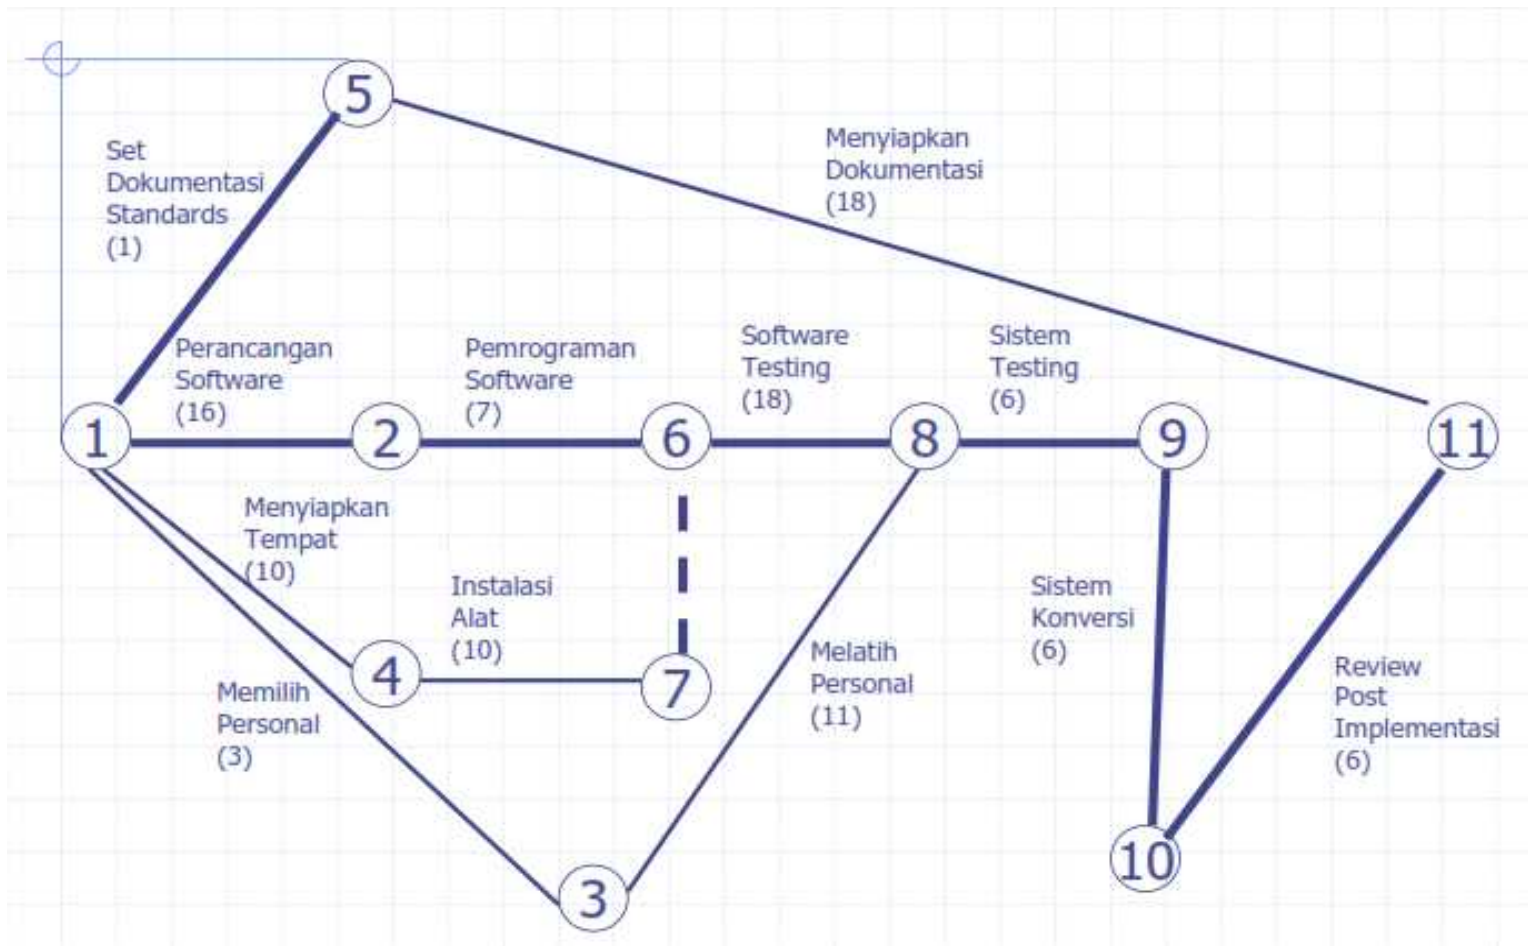 5
Set
Dokumentasi
Standards
(1)
Menyiapkan
Dokumentasi
(18)
Perancangan
Software
(16)
Pemrograman
Software
(7)
Software
Testing
(18)
Sistem
Testing
(6)
1
2
6
8
9
11
Menyiapkan
Tempat
(10)
Instalasi
Alat
(10)
Sistem
Konversi
(6)
4
7
Melatih
Personal
(11)
Memilih
Personal
(3)
Review
Post
Implementasi
(6)
10
3